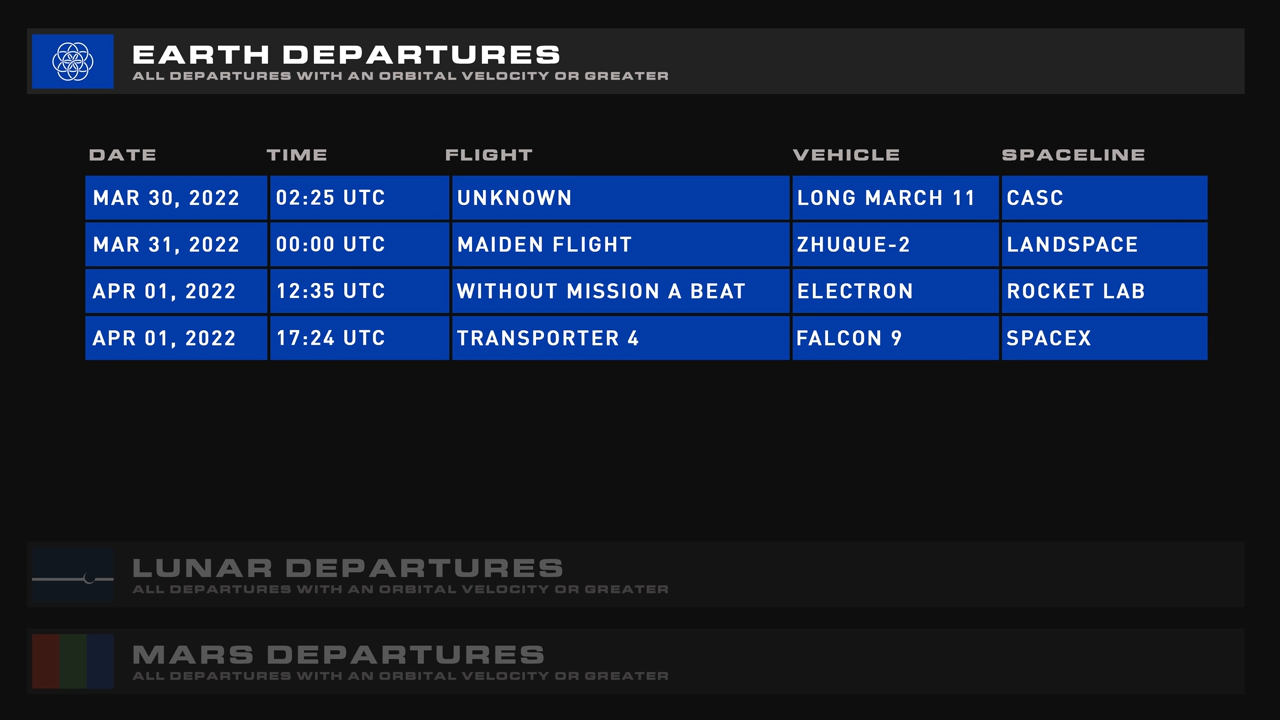 EARTH DEPARTURES
ALL DEPARTURES WITH AN ORBITAL VELOCITY OR GREATER
DATE TIME FLIGHT VEHICLE SPACELINE
MAR 30, 2022 02:25 UTC UNKNOWN LONG MARCH 11 CASC
MAR 31, 2022 00:00 UTC MAIDEN FLIGHT ZHUQUE-2 LANDSPACE
APR 01, 2022 12:35 UTC WITHOUT MISSION A BEAT ELECTRON ROCKET LAB
APR 01, 2022 17:24 UTC TRANSPORTER 4 FALCON 9 SPACEX
LUNAR DEPARTURES
ALL DEPARTURES WITH AN ORBITAL VELOCITY OR GREATER
MARS DEPARTURES
ALL DEPARTURES WITH AN ORBITAL VELOCITY OR GREATER